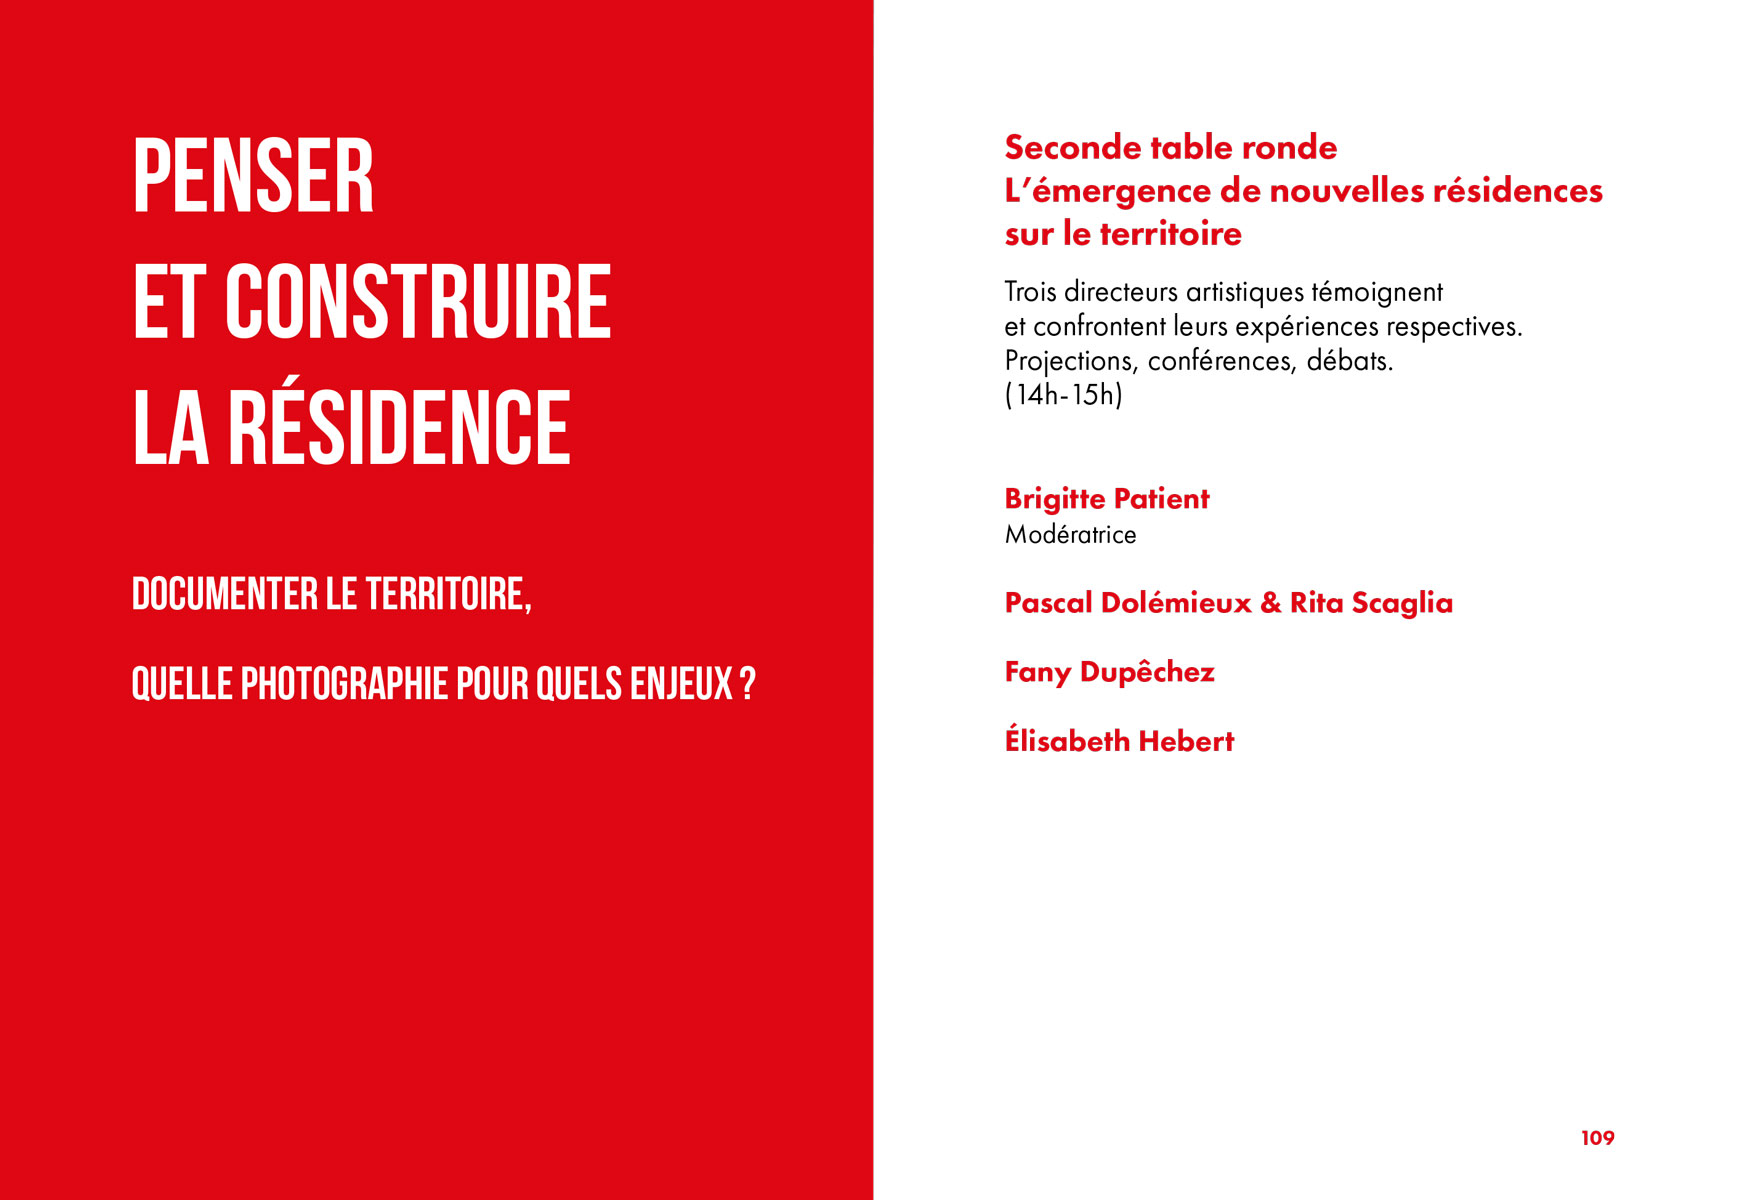 PENSER
ET CONSTRUIRE
LA RÉSIDENCE
DOCUMENTER LE TERRITOIRE,
QUELLE PHOTOGRAPHIE POUR QUELS ENJEUX ?
Seconde table ronde
L’émergence de nouvelles résidences
sur le territoire
Trois directeurs artistiques témoignent
et confrontent leurs expériences respectives.
Projections, conférences, débats.
(14h-15h)
Brigitte Patient
Modératrice
Pascal Dolémieux & Rita Scaglia
Fany Dupêchez
Élisabeth Hebert
109